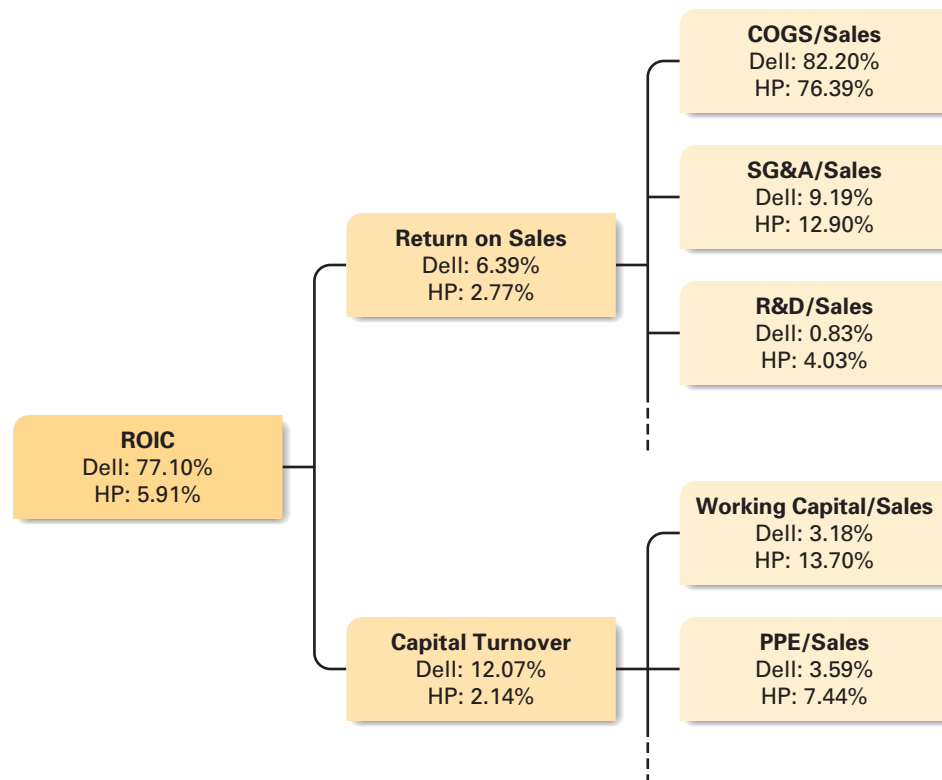 COGS/Sales
Dell: 82.20%
HP: 76.39%
SG&A/Sales
Dell: 9.19%
HP: 12.90%
Return on Sales
Dell: 6.39%
HP: 2.77%
R&D/Sales
Dell: 0.83%
HP: 4.03%
ROIC
Dell: 77.10%
HP: 5.91%
Working Capital/Sales
Dell: 3.18%
HP: 13.70%
Capital Turnover
Dell: 12.07%
HP: 2.14%
PPE/Sales
Dell: 3.59%
HP: 7.44%